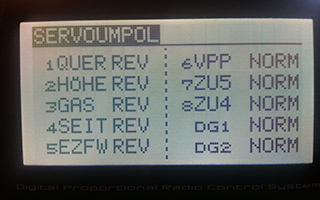 SERVOUMPOL
1QUER REV 6VPP NORM
2HÖHE REV 7ZU5 NORM
3GAS REV 8ZU4 NORM
4SEIT REV DG1 NORM
5EZFW REV DG2 NORM
Digital Proportional Radio Control System